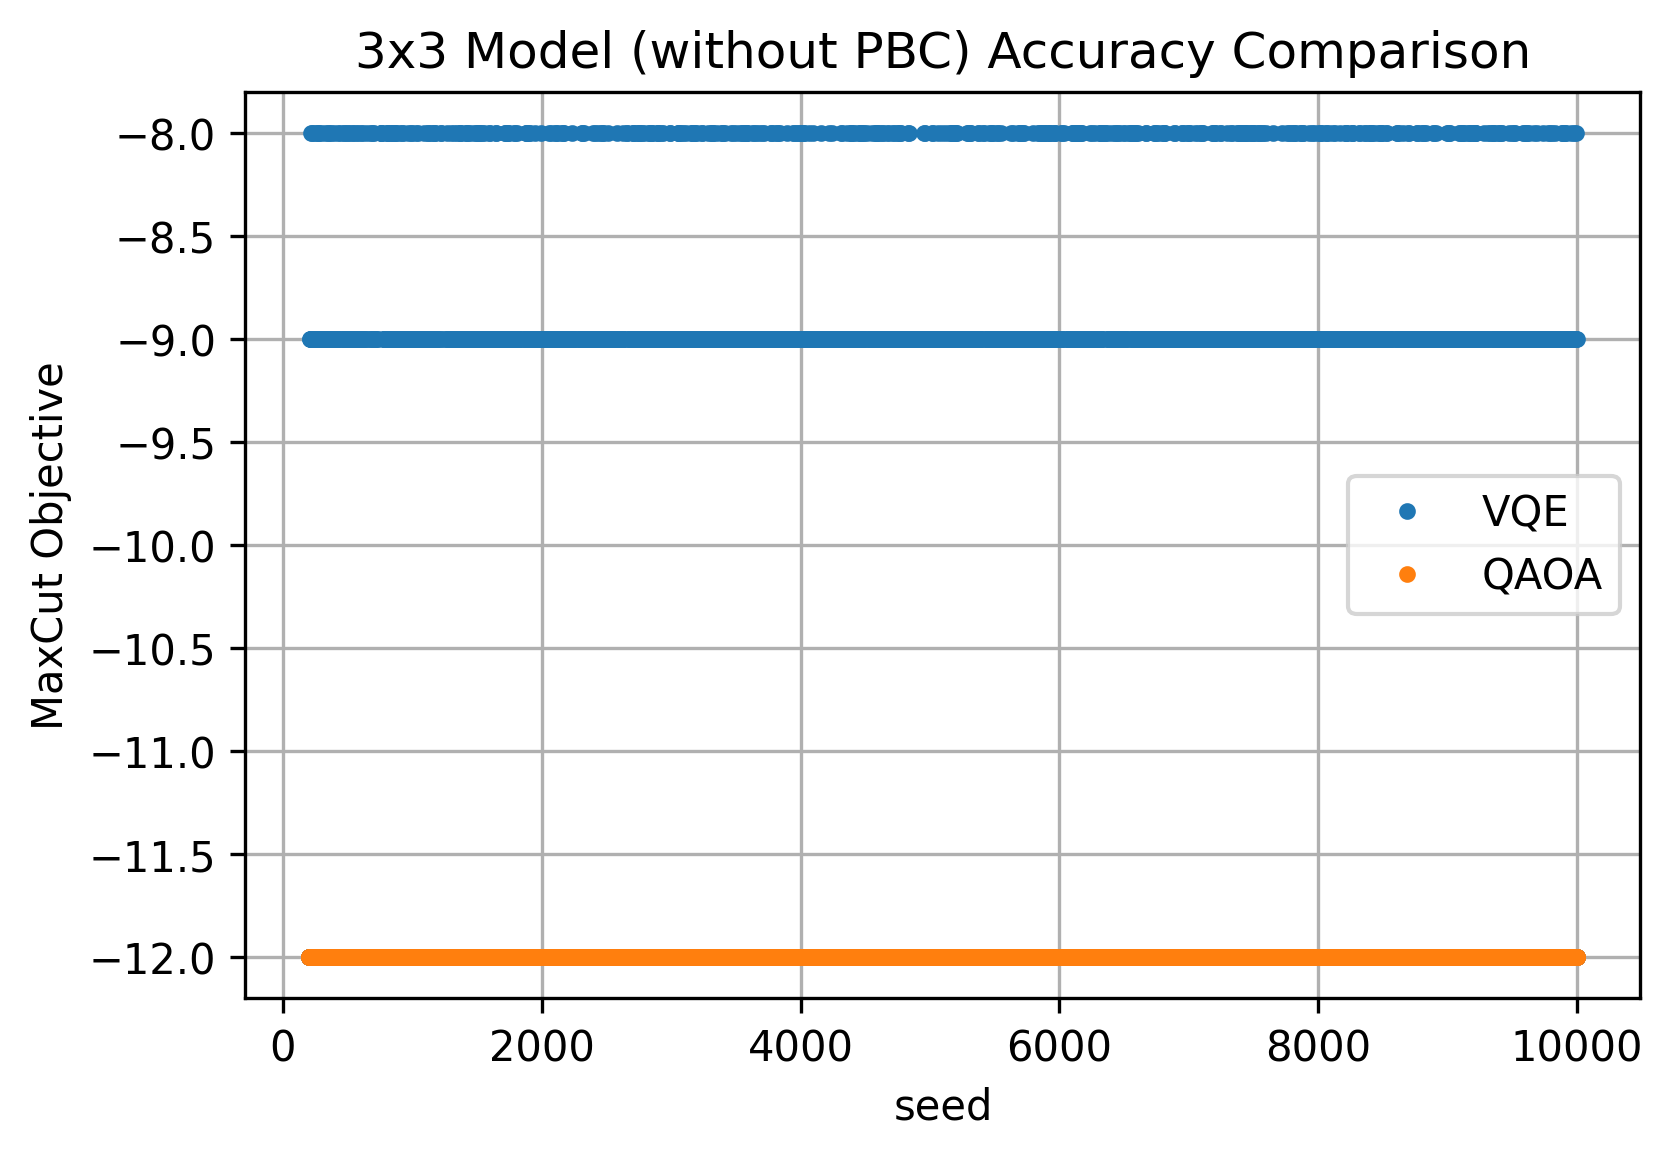 3x3 Model (without PBC) Accuracy Comparison
MaxCut Objective
−8.0
−8.5
−9.0
−9.5
−10.0
−10.5
−11.0
−11.5
−12.0
VQE
QAOA
0 2000 4000 6000 8000 10000
seed